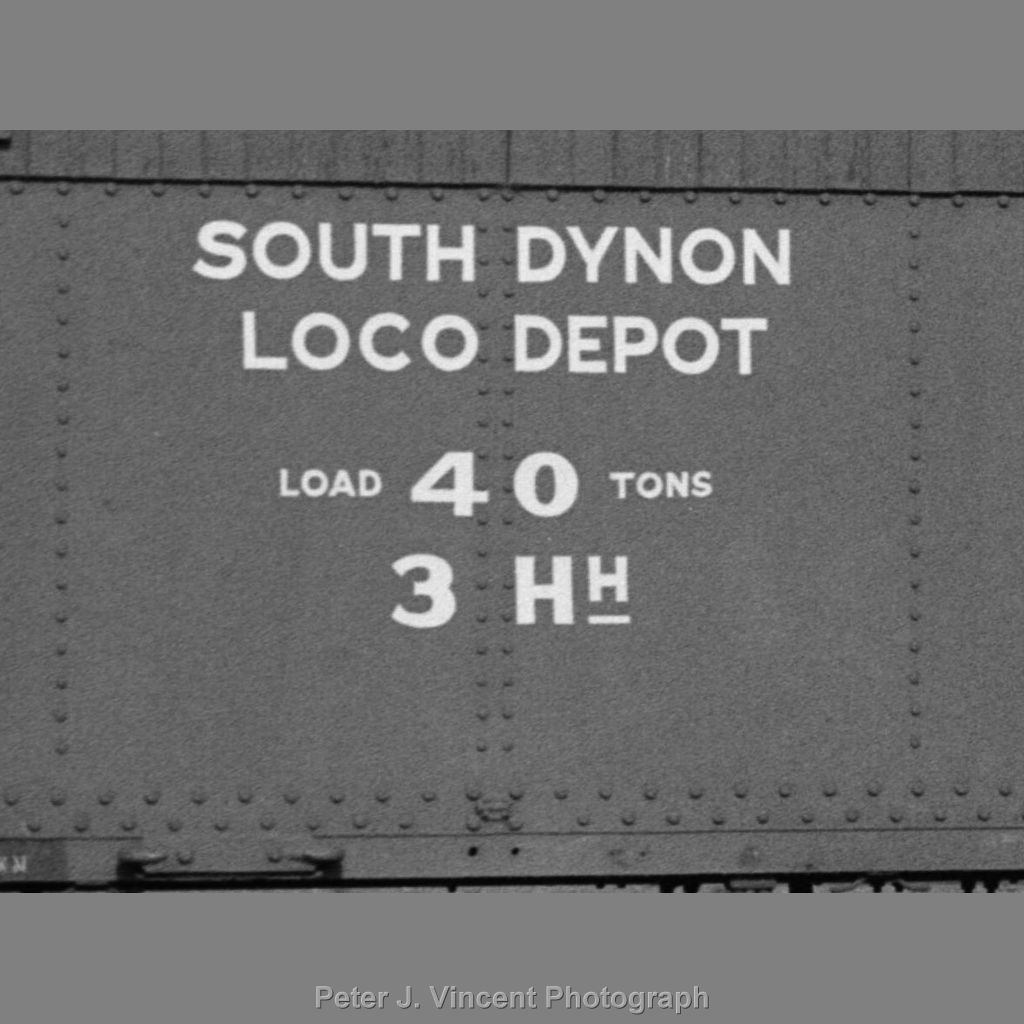 SOUTH DYNON
LOCO DEPOT
LOAD 40 TONS
3 HH
Peter J. Vincent Photograph